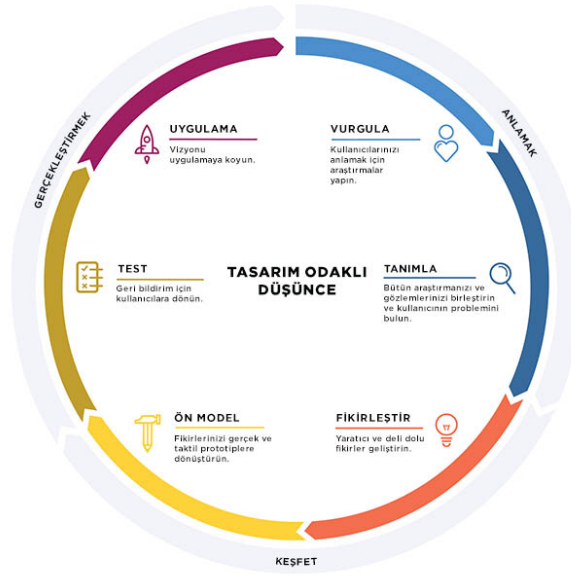 ANLAMAK
VURGULA
Kullanıcılarınızı
anlamak için
araştırmalar
yapın.
TANIMLA
Bütün araştırmanızı ve
gözlemlerinizi birleştirin
ve kullanıcının problemini
bulun.
FİKİRLEŞTİR
Yaratıcı ve deli dolu
fikirler geliştirin.
KEŞFET
ÖN MODEL
Fikirlerinizi gerçek ve
taktil prototiplere
dönüştürün.
TEST
Geri bildirim için
kullanıcılara dönün.
UYGULAMA
Vizyonu
uygulamaya koyun.
GERÇEKLEŞTİRMEK
TASARIM ODAKLI
DÜŞÜNCE